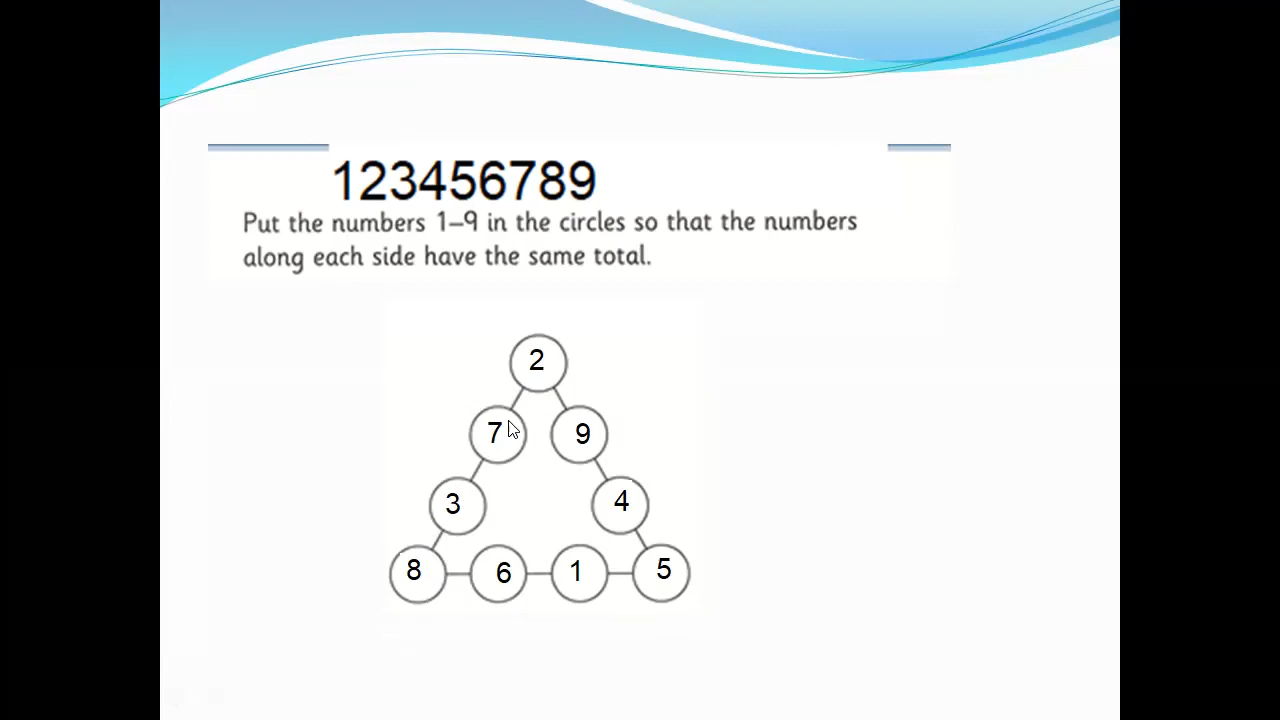 123456789
Put the numbers 1–9 in the circles so that the numbers
along each side have the same total.
2
7 9
3 4
8 6 1 5